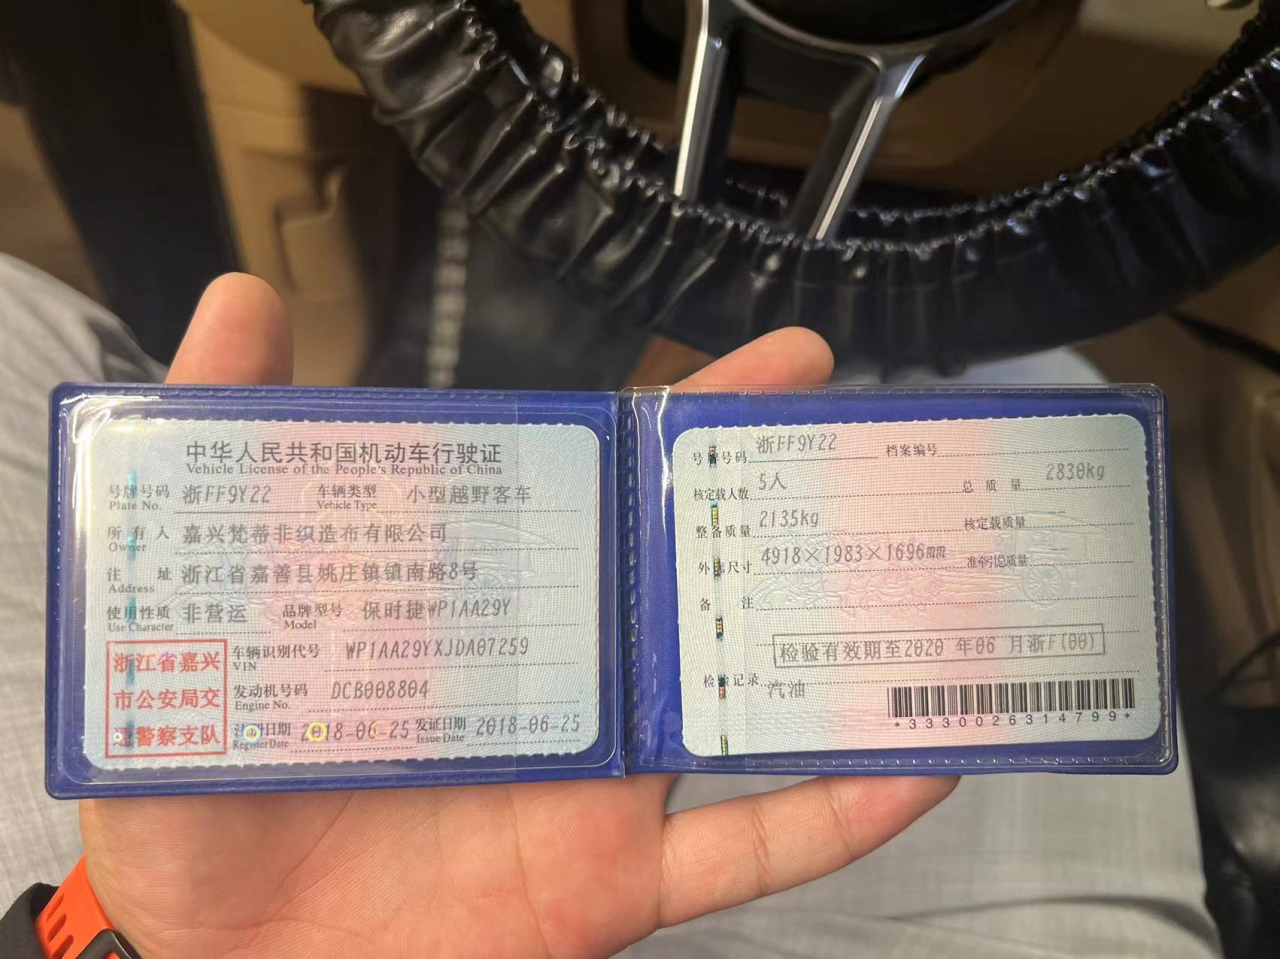 中华人民共和国机动车行驶证
Vehicle License of the People's Republic of China
号牌号码 浙FF9Y22 车辆类型 小型越野客车
Plate No. Vehicle Type
所有人 嘉兴梵蒂非织造布有限公司
Owner
注址 浙江省嘉善县姚庄镇镇南路8号
Address
使用性质 非营运 品牌型号 保时捷WP1AA29Y
Use Character Model
浙江省嘉兴
市公安局交
通警察支队
车辆识别代号 WP1AA29YXJDA07259
VIN
发动机号码 DCB008804
Engine No.
注册日期 2018-06-25 发证日期 2018-06-25
Register Date Issue Date
号牌号码 浙FF9Y22 档案编号
核定载人数 5人 总质量 2830kg
整备质量 2135kg 核定载质量
外廓尺寸 4918×1983×1696mm 准牵引总质量
备注
检验有效期至2020年06月浙F(00)
检验记录 汽油
*3330026314799*